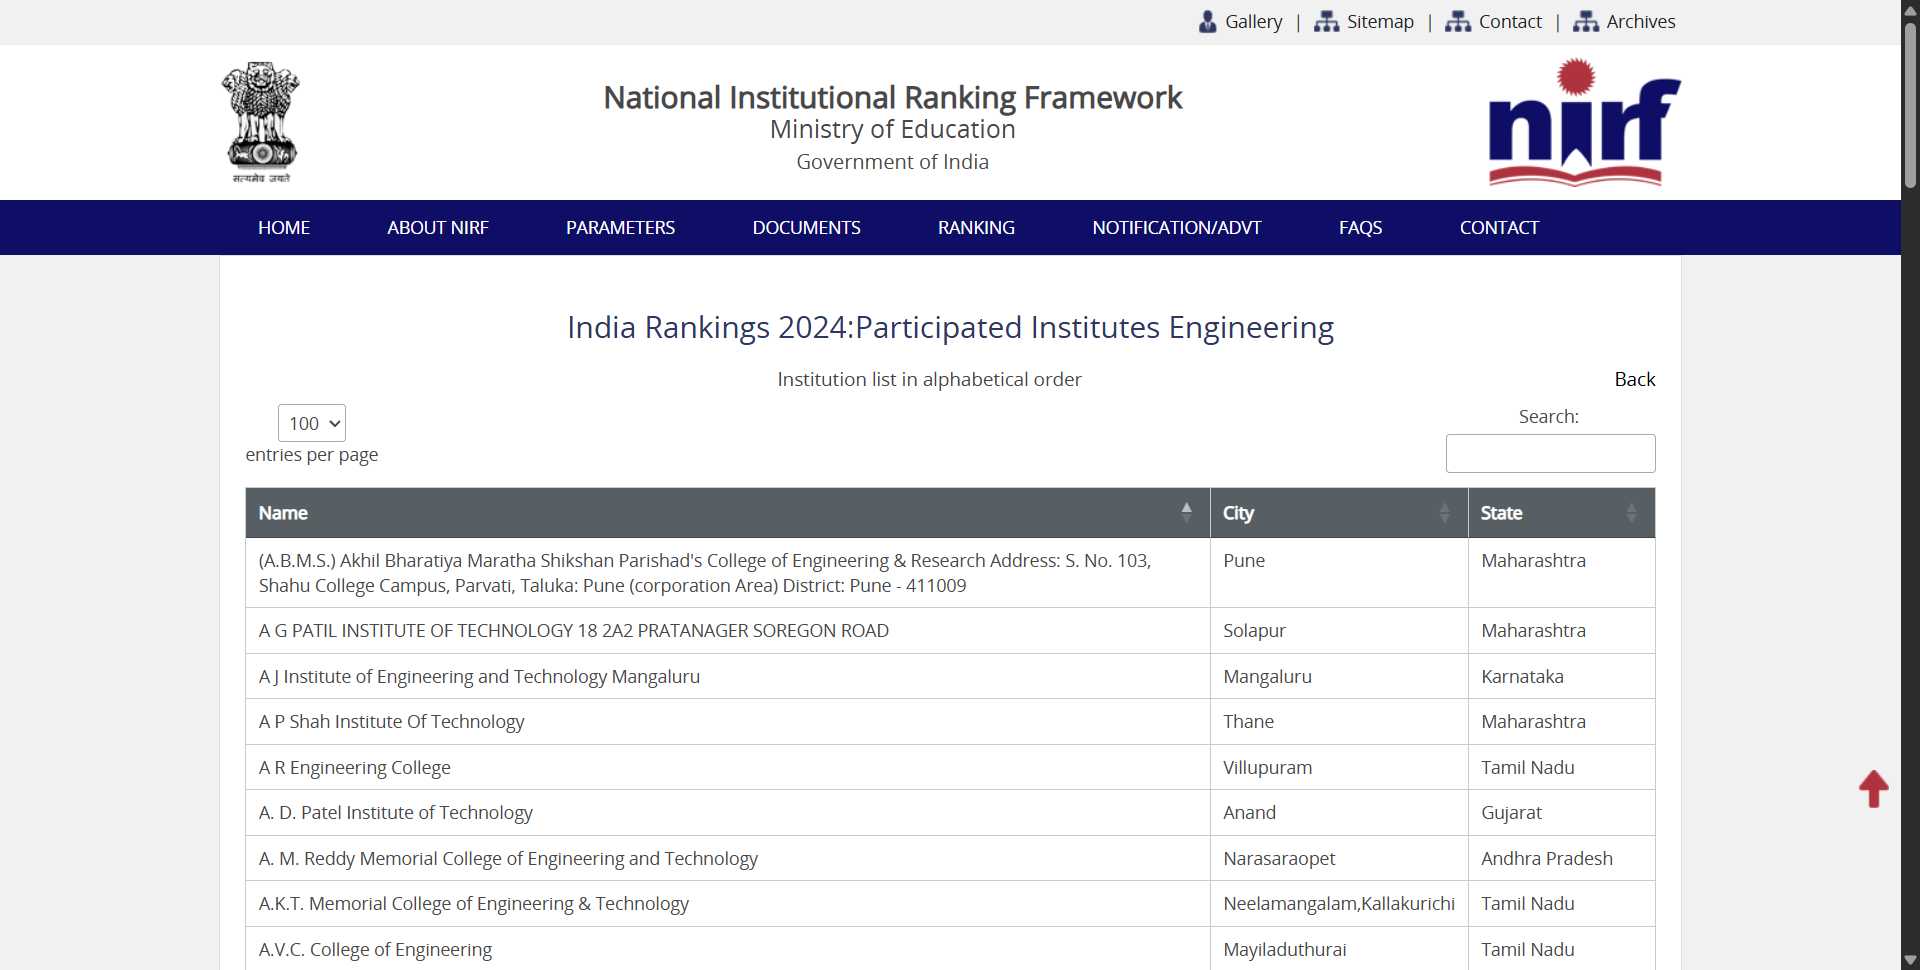 Gallery | Sitemap | Contact | Archives
सत्यमेव जयते
National Institutional Ranking Framework
Ministry of Education
Government of India
nirf
HOME ABOUT NIRF PARAMETERS DOCUMENTS RANKING NOTIFICATION/ADVT FAQS CONTACT
India Rankings 2024:Participated Institutes Engineering
Institution list in alphabetical order Back
100
entries per page
Search:
Name City State
(A.B.M.S.) Akhil Bharatiya Maratha Shikshan Parishad's College of Engineering & Research Address: S. No. 103, Pune Maharashtra
Shahu College Campus, Parvati, Taluka: Pune (corporation Area) District: Pune - 411009
A G PATIL INSTITUTE OF TECHNOLOGY 18 2A2 PRATANAGER SOREGON ROAD Solapur Maharashtra
A J Institute of Engineering and Technology Mangaluru Mangaluru Karnataka
A P Shah Institute Of Technology Thane Maharashtra
A R Engineering College Villupuram Tamil Nadu
A. D. Patel Institute of Technology Anand Gujarat
A. M. Reddy Memorial College of Engineering and Technology Narasaraopet Andhra Pradesh
A.K.T. Memorial College of Engineering & Technology Neelamangalam,Kallakurichi Tamil Nadu
A.V.C. College of Engineering Mayiladuthurai Tamil Nadu